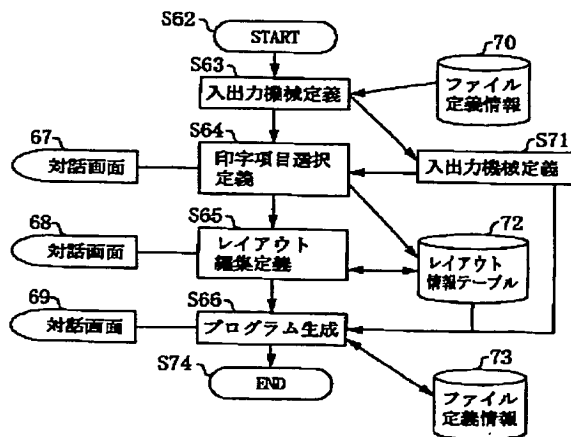 S62
START
S63
入出力機械定義
70
ファイル
定義情報
S64
67
対話画面
印字項目選択
定義
S71
入出力機械定義
S65
68
対話画面
レイアウト
編集定義
72
レイアウト
情報テーブル
S66
69
対話画面
プログラム生成
S74
END
73
ファイル
定義情報